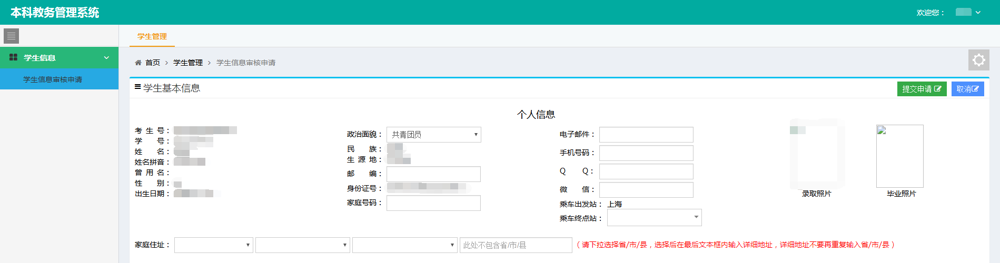 本科教务管理系统
欢迎您：
学生管理
学生信息
首页 > 学生管理 > 学生信息审核申请
学生信息审核申请
学生基本信息
提交申请
取消
个人信息
考 生 号：
学 号：
姓 名：
姓名拼音：
曾 用 名：
性 别：
出生日期：
政治面貌： 共青团员
民 族：
生 源 地：
邮 编：
身份证号：
家庭号码：
电子邮件：
手机号码：
Q Q：
微 信：
乘车出发站： 上海
乘车终点站：
录取照片
毕业照片
家庭住址： 此处不包含省/市/县 （请下拉选择省/市/县，选择后在最后文本框内输入详细地址，详细地址不要再重复输入省/市/县）